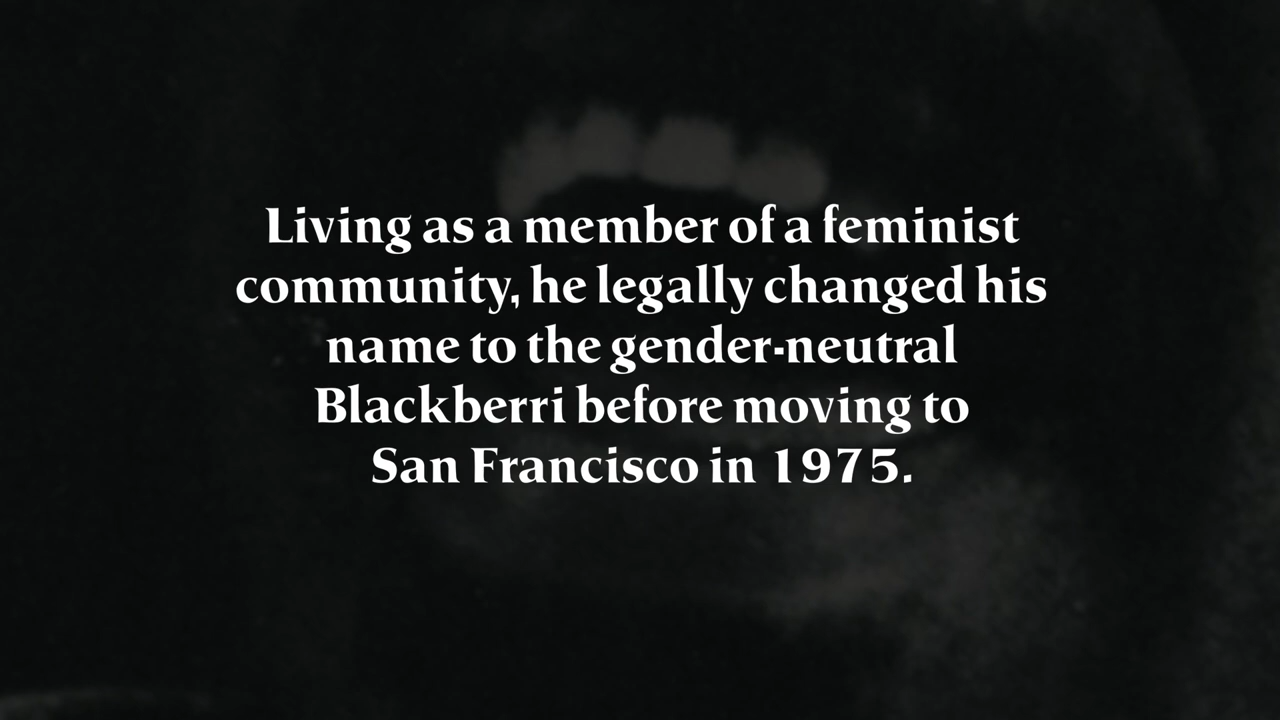 Living as a member of a feminist
community, he legally changed his
name to the gender-neutral
Blackberri before moving to
San Francisco in 1975.